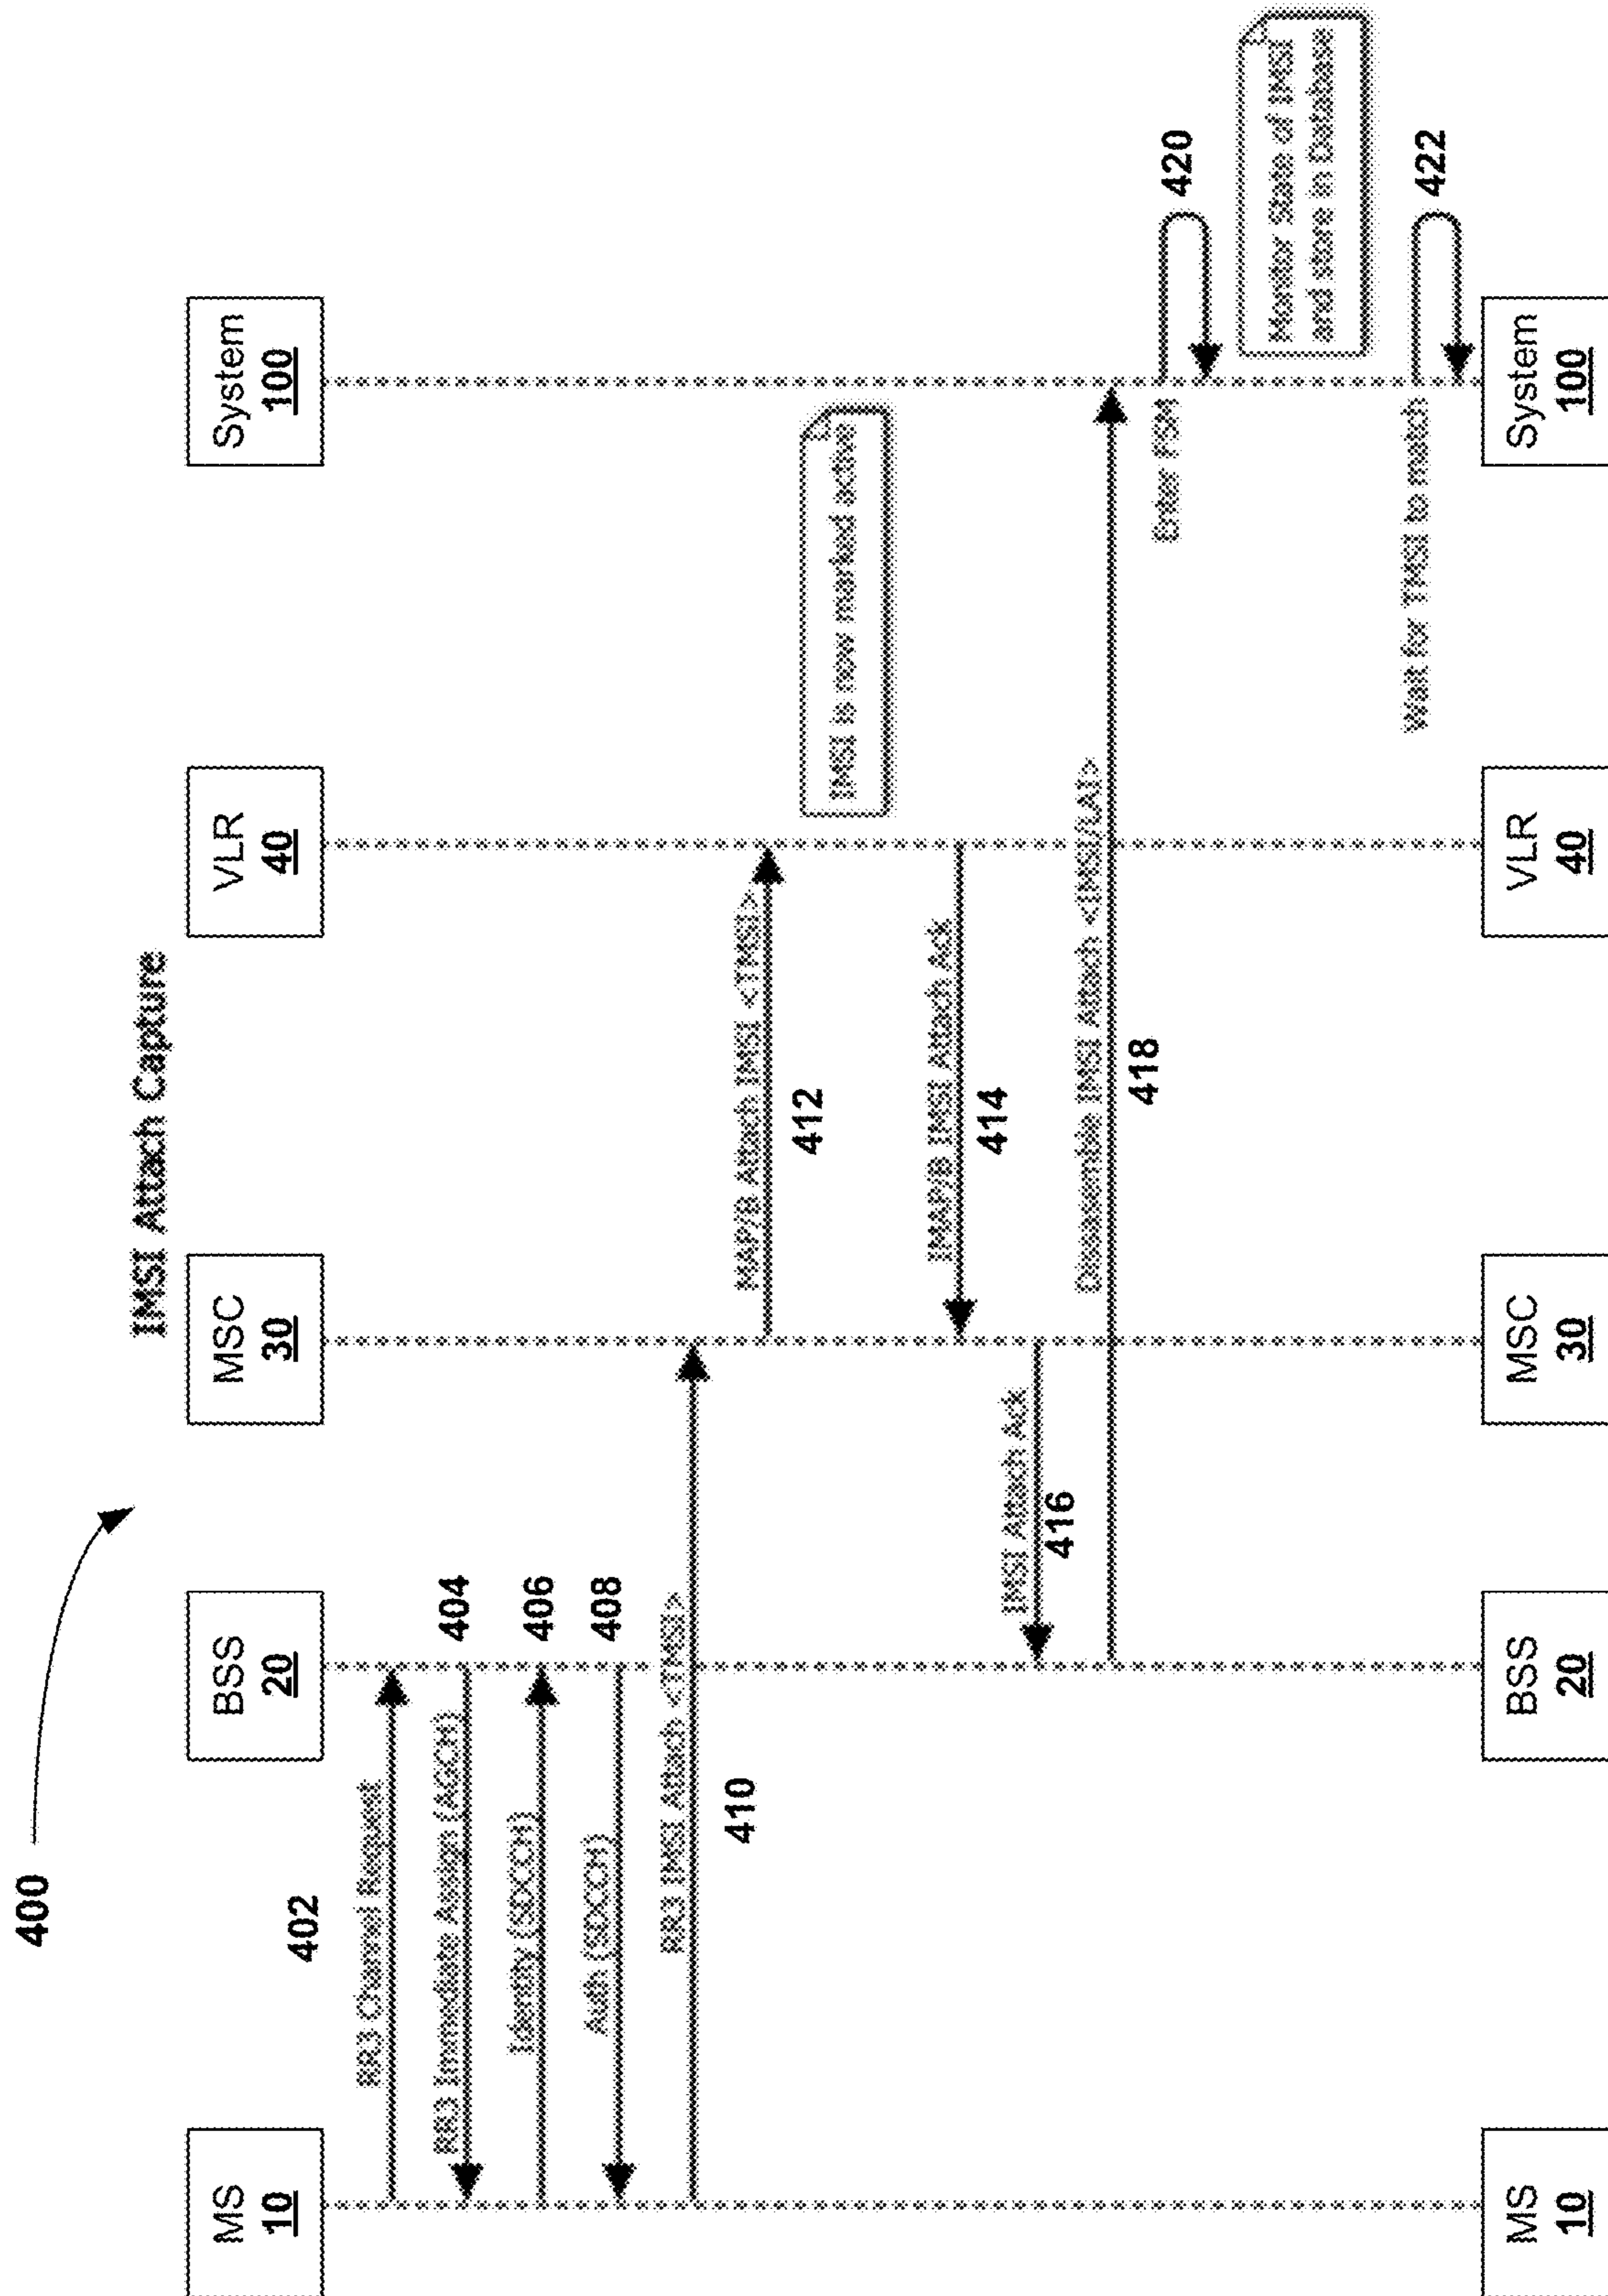 400
IMSI Attach Capture
MS
10
BSS
20
MSC
30
VLR
40
System
100
402
RR3 Channel Request
RR3 Immediate Assign (AGCH)
404
Identity (SDCCH)
406
Auth (SDCCH)
408
RR3 IMSI Attach <TMSI>
410
MAP/B Attach IMSI <TMSI>
412
IMSI is now marked active
IMAP/B IMSI Attach Ack
414
IMSI Attach Ack
416
Dissasemble IMSI Attach <IMSI/LAI>
418
Enter FSM
420
Monitor State of IMSI
and store in Database
Wait for TMSI to match
422
MS
10
BSS
20
MSC
30
VLR
40
System
100